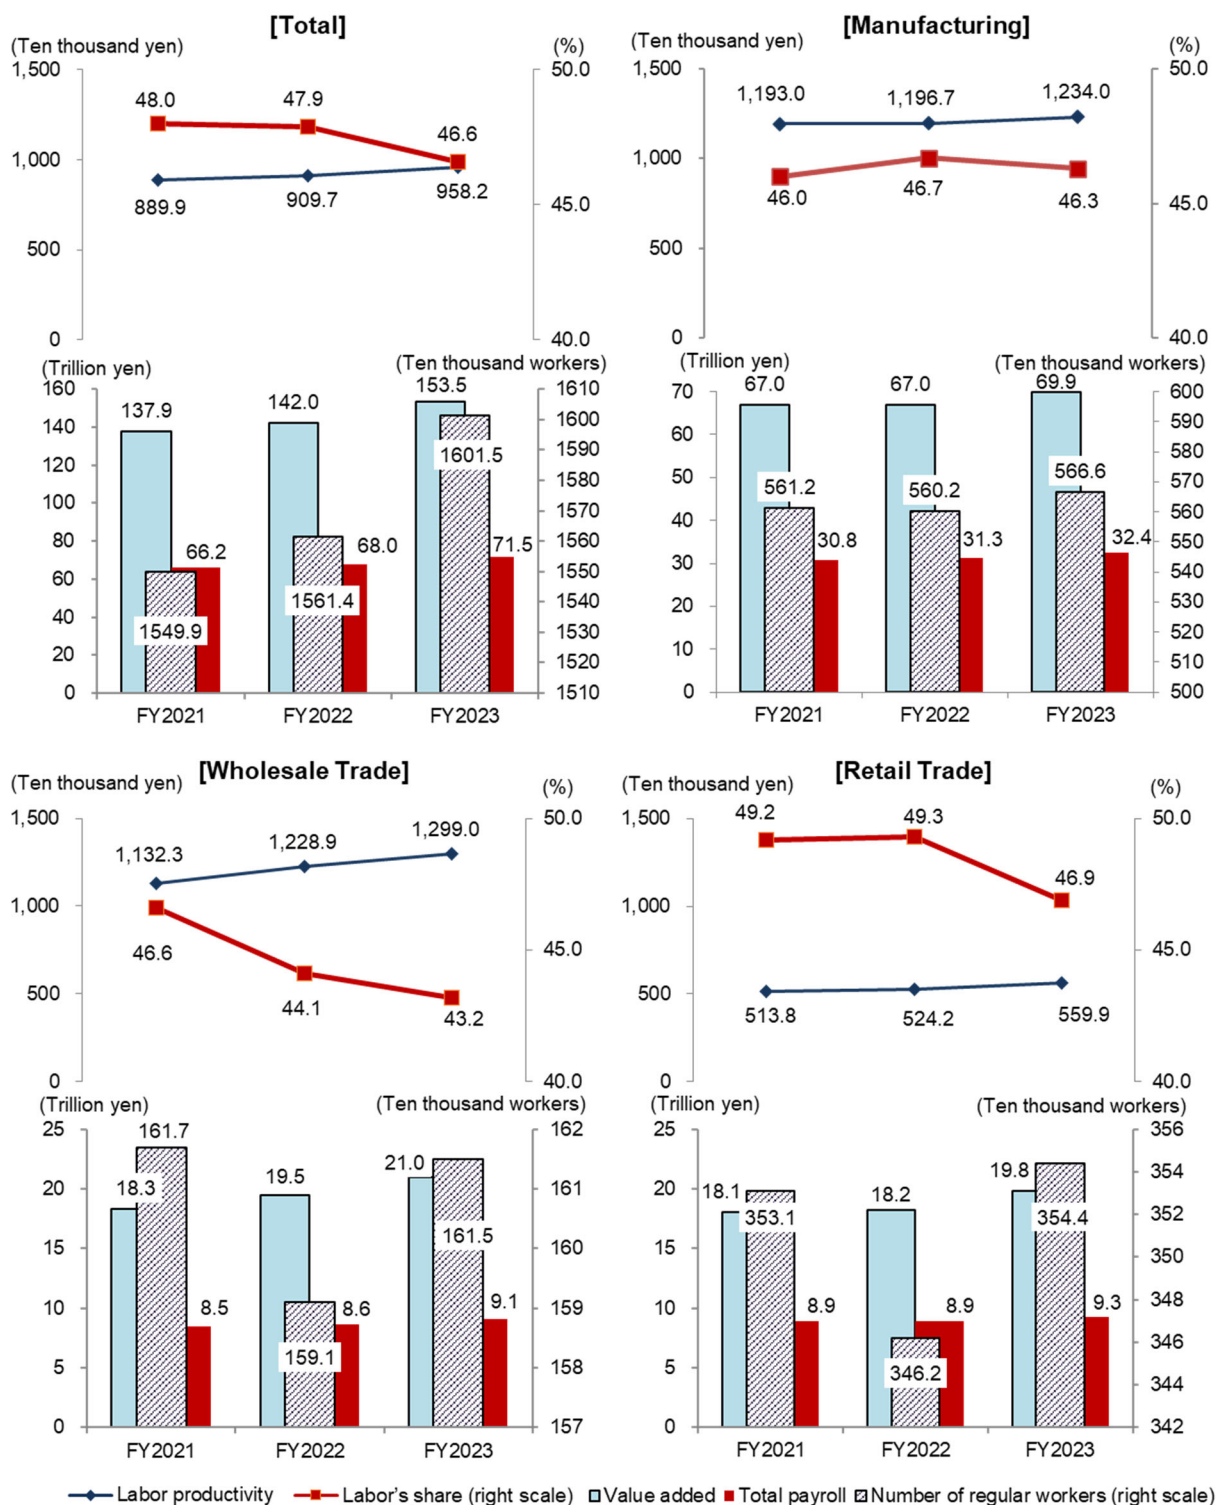 [Total]
(Ten thousand yen) (%)
1,500 50.0
48.0 47.9 46.6
1,000
889.9 909.7 958.2
45.0
500
0 40.0
(Trillion yen) (Ten thousand workers)
160 153.5 1610
137.9 142.0
140 1600
1601.5
120 1590
100 1580
80 1570
66.2 68.0 71.5 1560
60 1550
1549.9 1561.4
40 1540
20 1530
1520
0 1510
FY2021 FY2022 FY2023
[Manufacturing]
(Ten thousand yen) (%)
1,500 50.0
1,193.0 1,196.7 1,234.0
1,000
46.0 46.7 46.3
45.0
500
0 40.0
(Trillion yen) (Ten thousand workers)
67.0 67.0 69.9
70 600
60 590
50 580
561.2 560.2 566.6
40 570
560
30.8 31.3 32.4
30 550
540
20 530
520
10 510
0 500
FY2021 FY2022 FY2023
[Wholesale Trade]
(Ten thousand yen) (%)
1,500 50.0
1,132.3 1,228.9 1,299.0
1,000
46.6 45.0
500
44.1 43.2
0 40.0
(Trillion yen) (Ten thousand workers)
25 161.7 162
18.3 19.5 21.0
20 161
161.5
15 160
10 159
8.5 8.6 9.1
159.1
5 158
0 157
FY2021 FY2022 FY2023
[Retail Trade]
(Ten thousand yen) (%)
49.2 49.3
1,500 50.0
46.9
1,000
45.0
500
513.8 524.2 559.9
0 40.0
(Trillion yen) (Ten thousand workers)
25 356
18.1 18.2 19.8
20 354
353.1 354.4
352
15 350
10 348
8.9 8.9 9.3
346
5 346.2
344
0 342
FY2021 FY2022 FY2023
Labor productivity Labor's share (right scale) Value added Total payroll Number of regular workers (right scale)